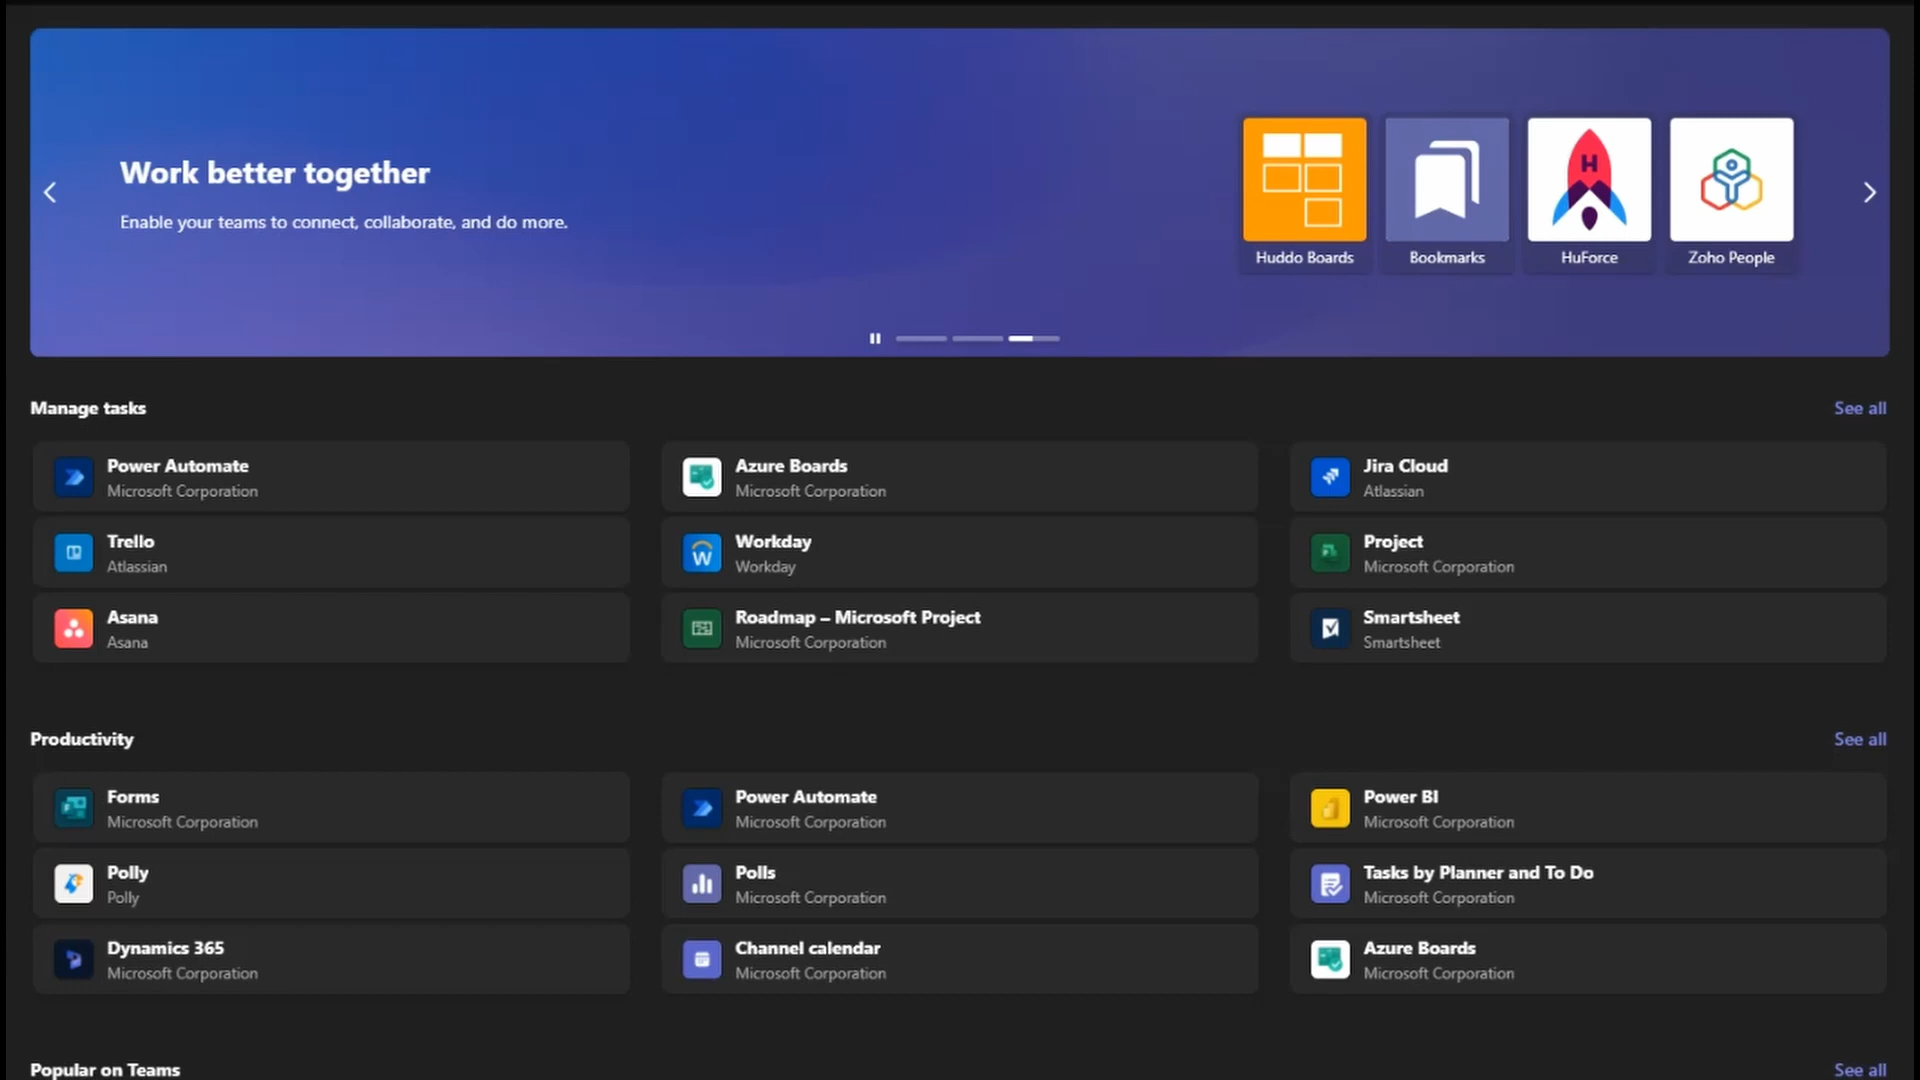 Work better together
Enable your teams to connect, collaborate, and do more.
H
Huddo Boards
Bookmarks
HuForce
Zoho People
Manage tasks
See all
Power Automate
Microsoft Corporation
Azure Boards
Microsoft Corporation
Jira Cloud
Atlassian
Trello
Atlassian
W
Workday
Workday
Project
Microsoft Corporation
Asana
Asana
Roadmap – Microsoft Project
Microsoft Corporation
Smartsheet
Smartsheet
Productivity
See all
Forms
Microsoft Corporation
Power Automate
Microsoft Corporation
Power BI
Microsoft Corporation
Polly
Polly
Polls
Microsoft Corporation
Tasks by Planner and To Do
Microsoft Corporation
Dynamics 365
Microsoft Corporation
Channel calendar
Microsoft Corporation
Azure Boards
Microsoft Corporation
Popular on Teams
See all